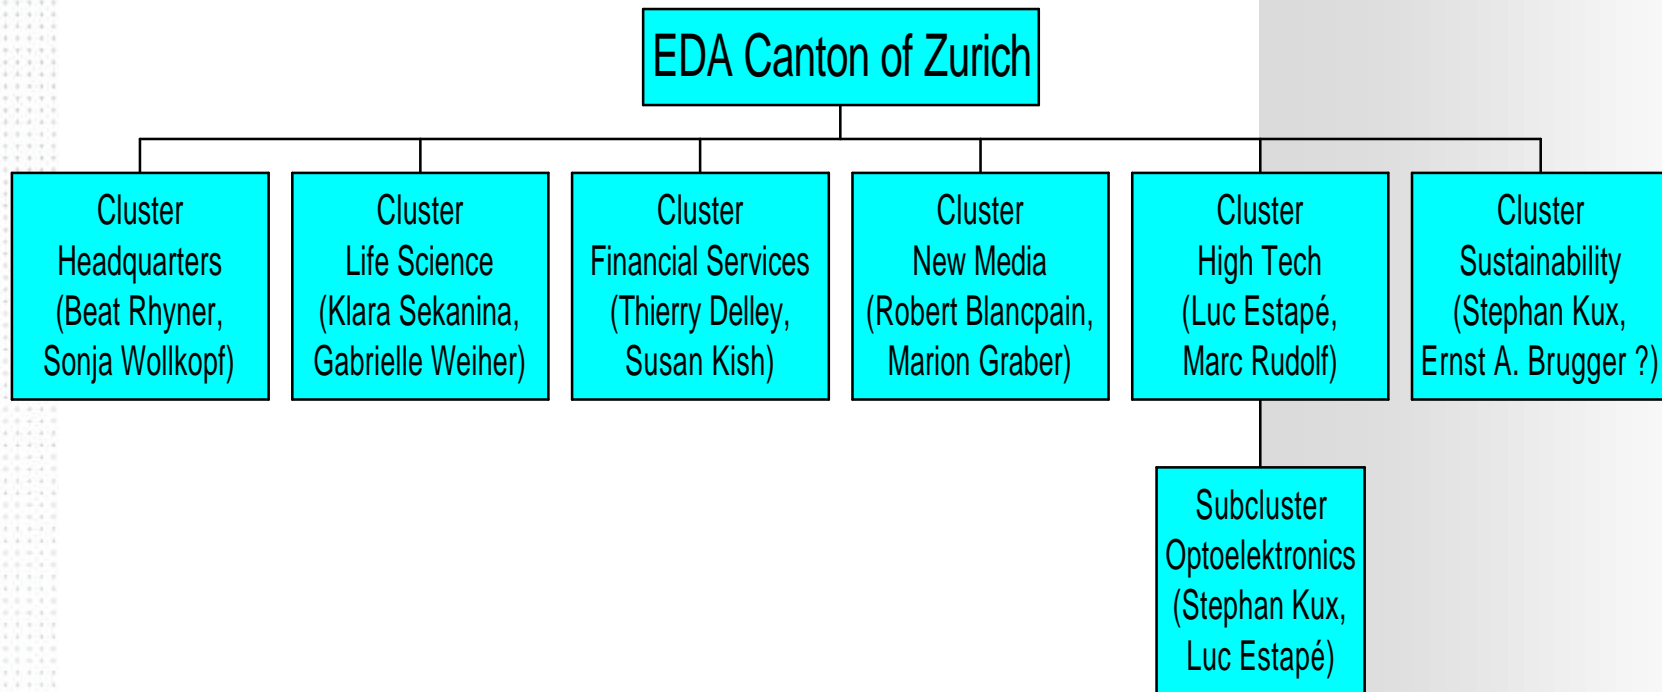 EDA Canton of Zurich
Cluster
Headquarters
(Beat Rhyner,
Sonja Wollkopf)
Cluster
Life Science
(Klara Sekanina,
Gabrielle Weiher)
Cluster
Financial Services
(Thierry Delley,
Susan Kish)
Cluster
New Media
(Robert Blancpain,
Marion Graber)
Cluster
High Tech
(Luc Estapé,
Marc Rudolf)
Cluster
Sustainability
(Stephan Kux,
Ernst A. Brugger ?)
Subcluster
Optoelektronics
(Stephan Kux,
Luc Estapé)